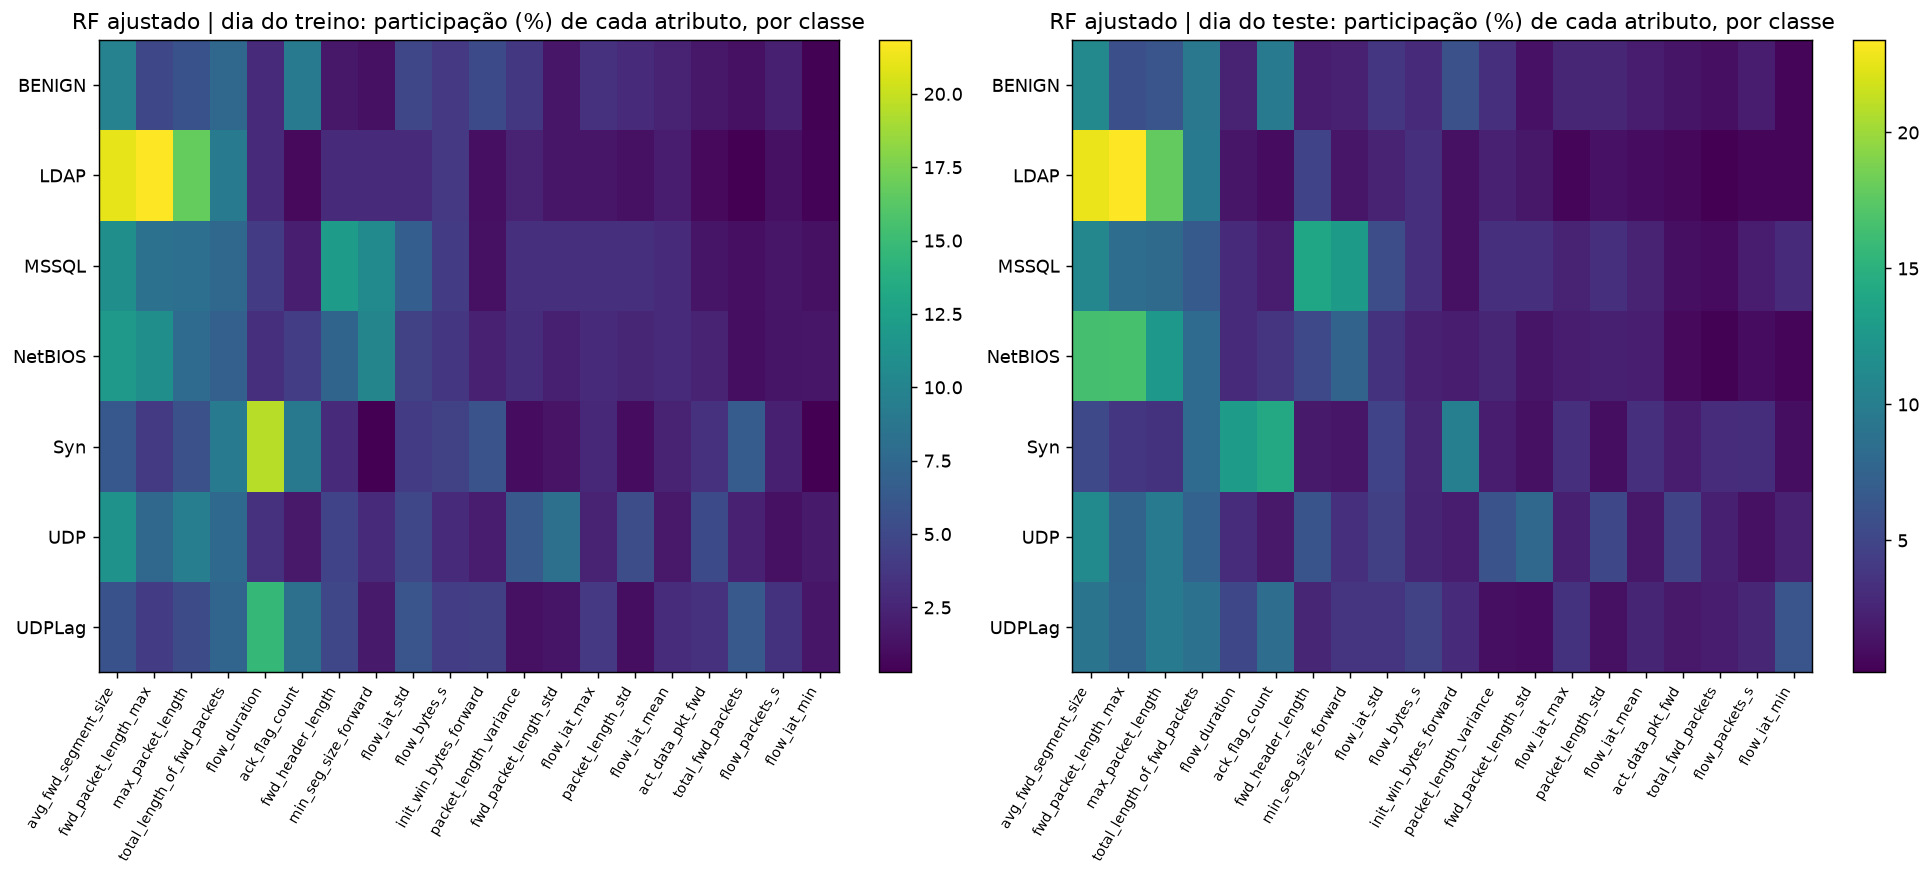 RF ajustado | dia do treino: participação (%) de cada atributo, por classe
BENIGN
LDAP
MSSQL
NetBIOS
Syn
UDP
UDPLag
avg_fwd_segment_size
fwd_packet_length_max
max_packet_length
total_length_of_fwd_packets
flow_duration
ack_flag_count
fwd_header_length
min_seg_size_forward
flow_iat_std
flow_bytes_s
init_win_bytes_forward
packet_length_variance
fwd_packet_length_std
flow_iat_max
packet_length_std
flow_iat_mean
act_data_pkt_fwd
total_fwd_packets
flow_packets_s
flow_iat_min
20.0
17.5
15.0
12.5
10.0
7.5
5.0
2.5
RF ajustado | dia do teste: participação (%) de cada atributo, por classe
BENIGN
LDAP
MSSQL
NetBIOS
Syn
UDP
UDPLag
avg_fwd_segment_size
fwd_packet_length_max
max_packet_length
total_length_of_fwd_packets
flow_duration
ack_flag_count
fwd_header_length
min_seg_size_forward
flow_iat_std
flow_bytes_s
init_win_bytes_forward
packet_length_variance
fwd_packet_length_std
flow_iat_max
packet_length_std
flow_iat_mean
act_data_pkt_fwd
total_fwd_packets
flow_packets_s
flow_iat_min
20
15
10
5